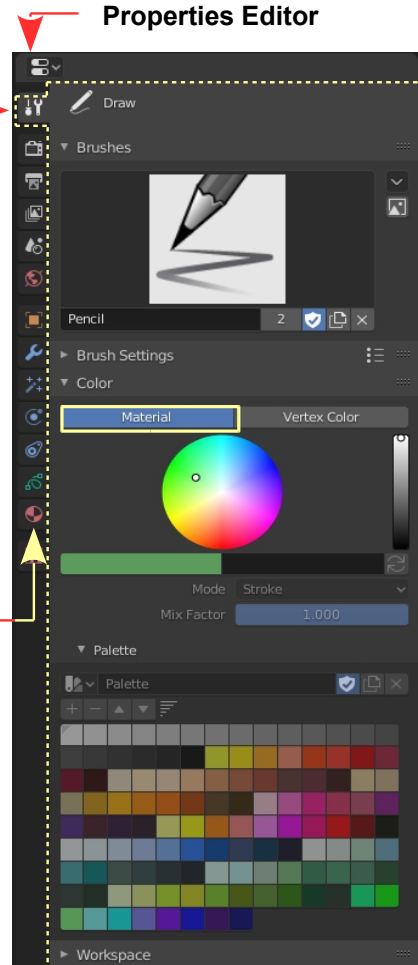 Properties Editor
Draw
Brushes
Pencil 2
Brush Settings
Color
Material Vertex Color
Mode Stroke
Mix Factor 1.000
Palette
Palette
Workspace